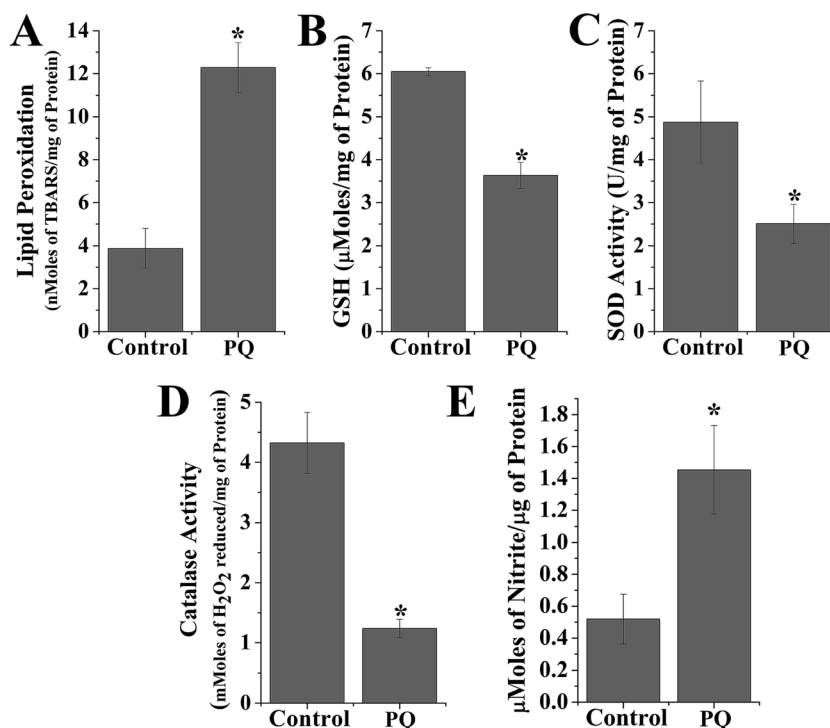 A
Lipid Peroxidation
(nMoles of TBARS/mg of Protein)
14
12
10
8
6
4
2
0
*
Control
PQ
B
GSH (μMoles/mg of Protein)
7
6
5
4
3
2
1
0
*
Control
PQ
C
SOD Activity (U/mg of Protein)
7
6
5
4
3
2
1
0
*
Control
PQ
D
Catalase Activity
(mMoles of H₂O₂ reduced/mg of Protein)
5
4
3
2
1
0
*
Control
PQ
E
μMoles of Nitrite/μg of Protein
1.8
1.6
1.4
1.2
1.0
0.8
0.6
0.4
0.2
0.0
*
Control
PQ